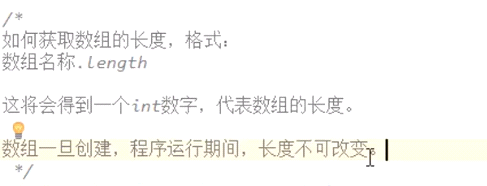 /*
如何获取数组的长度，格式：
数组名称.length
这将会得到一个int数字，代表数组的长度。
数组一旦创建，程序运行期间，长度不可改变。
*/